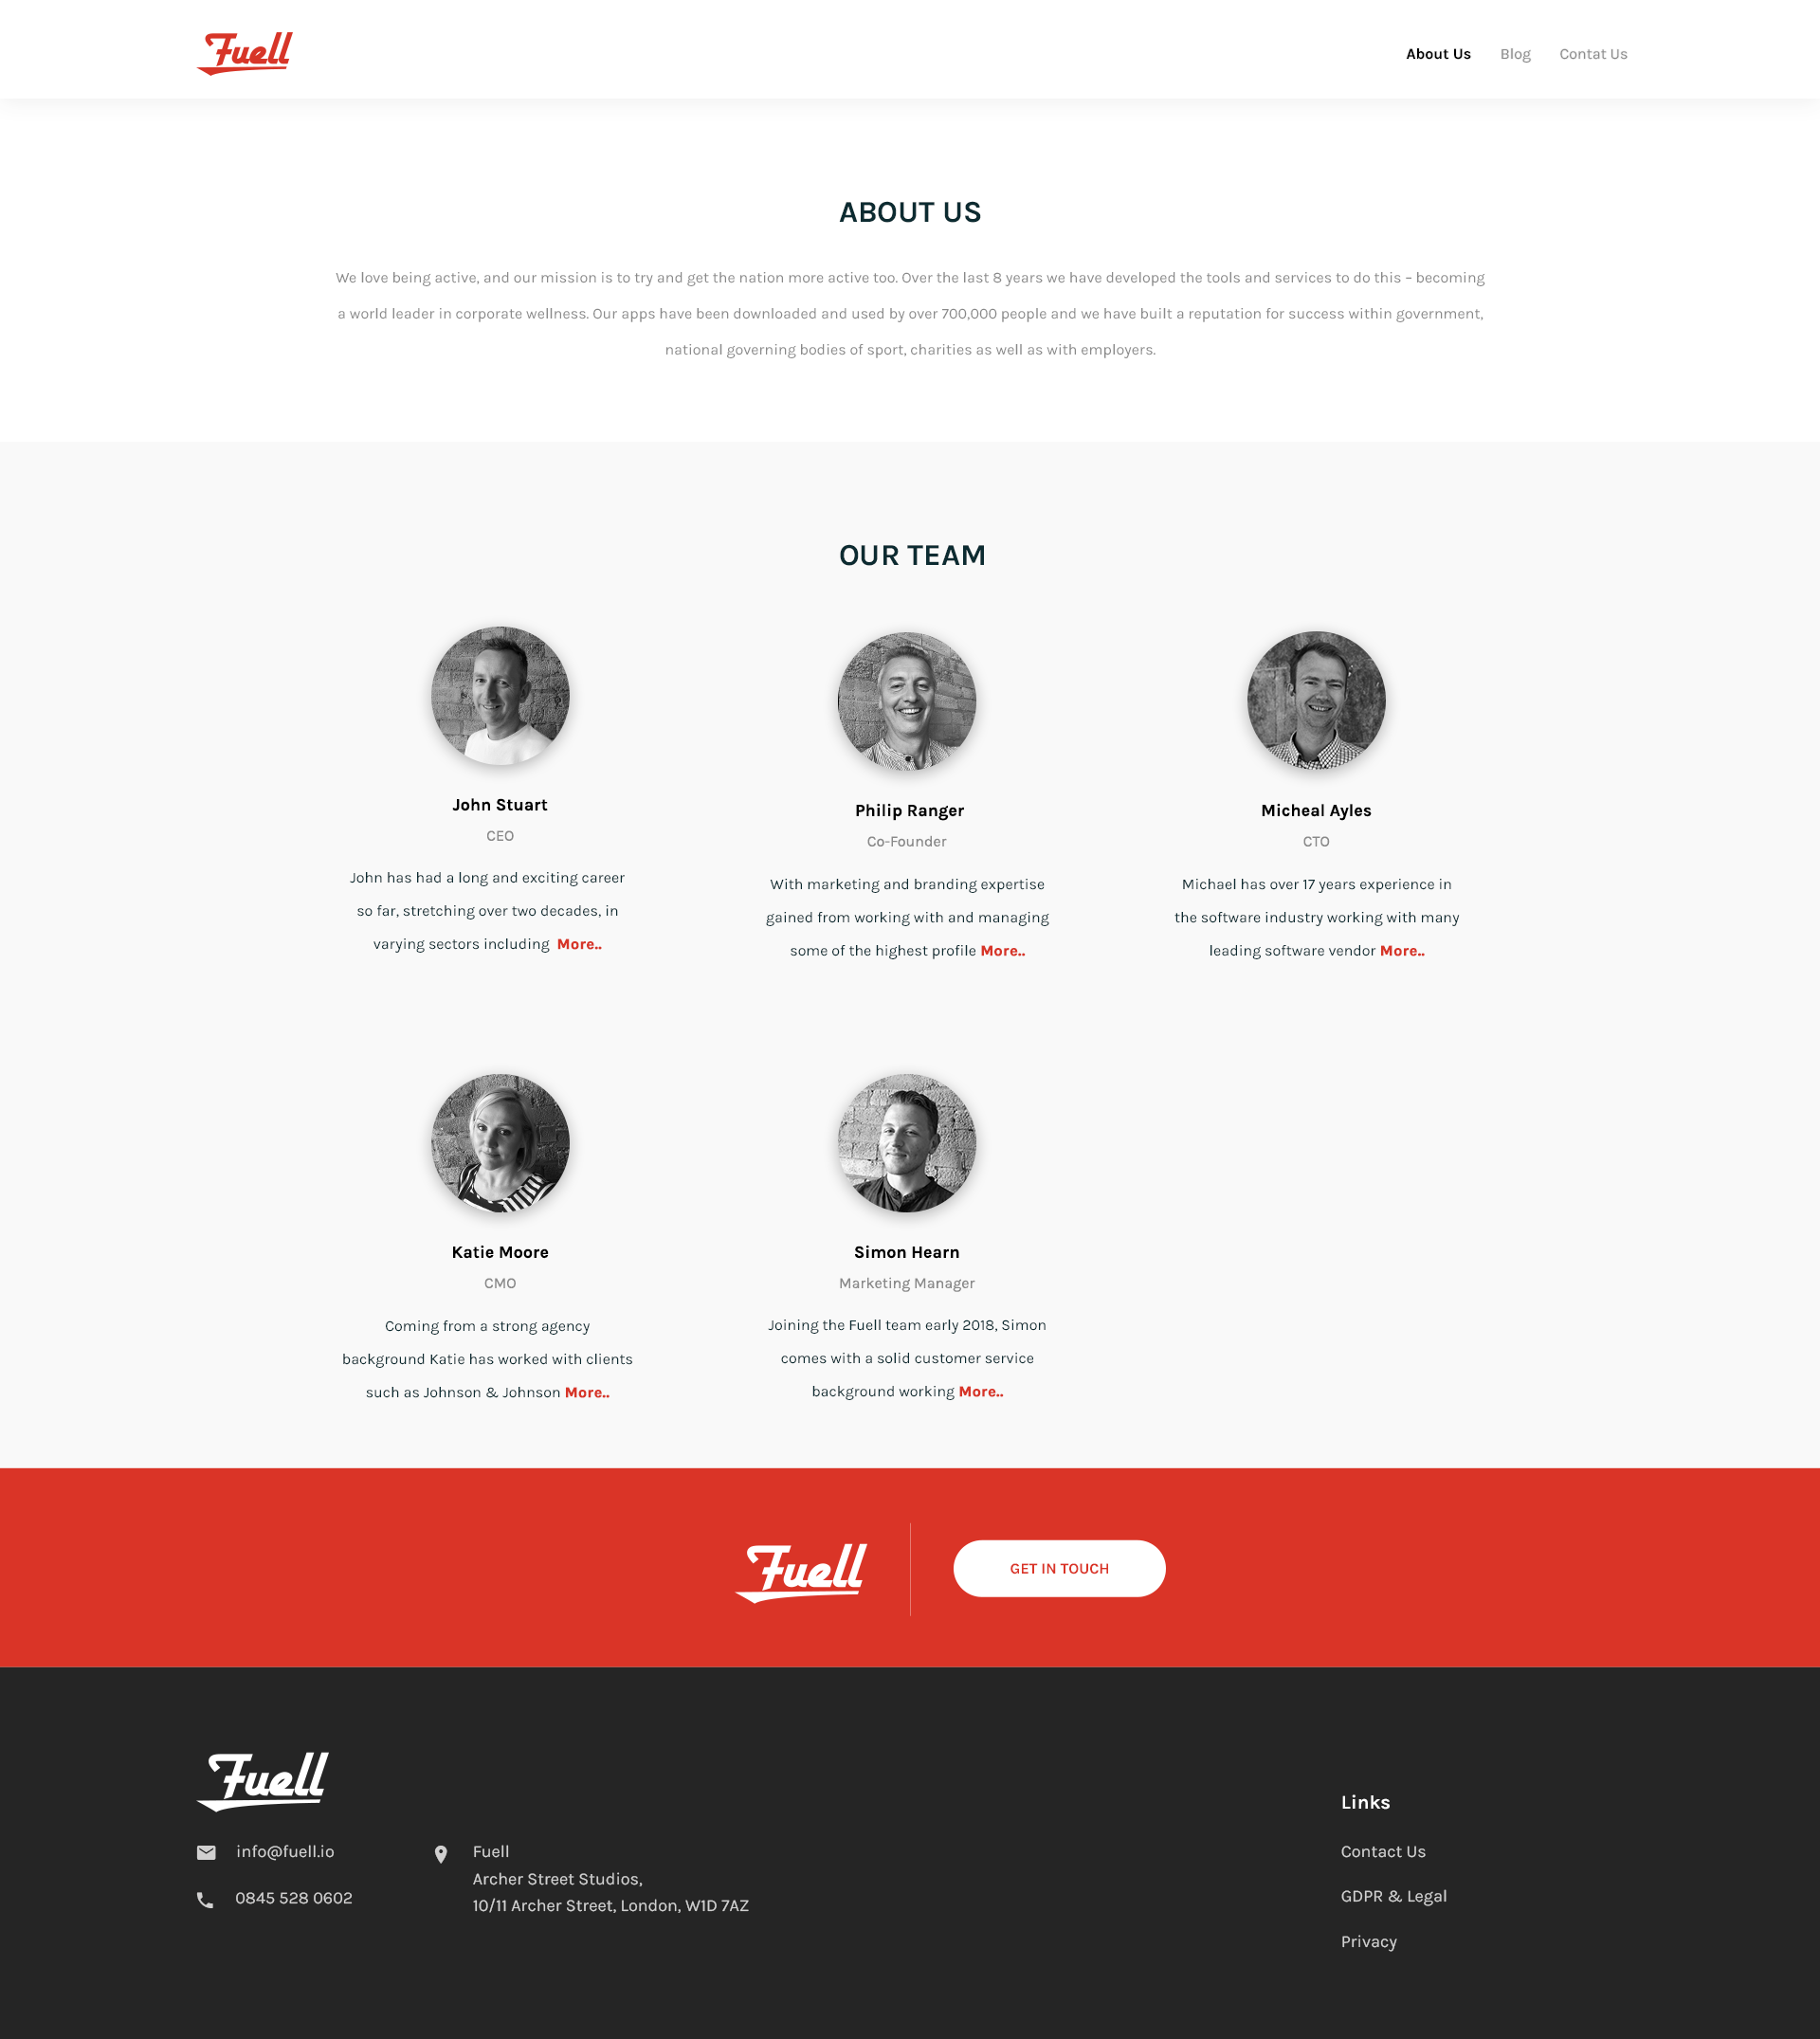 Fuell
About Us Blog Contat Us
ABOUT US
We love being active, and our mission is to try and get the nation more active too. Over the last 8 years we have developed the tools and services to do this – becoming
a world leader in corporate wellness. Our apps have been downloaded and used by over 700,000 people and we have built a reputation for success within government,
national governing bodies of sport, charities as well as with employers.
OUR TEAM
John Stuart
CEO
John has had a long and exciting career
so far, stretching over two decades, in
varying sectors including More..
Philip Ranger
Co-Founder
With marketing and branding expertise
gained from working with and managing
some of the highest profile More..
Micheal Ayles
CTO
Michael has over 17 years experience in
the software industry working with many
leading software vendor More..
Katie Moore
CMO
Coming from a strong agency
background Katie has worked with clients
such as Johnson & Johnson More..
Simon Hearn
Marketing Manager
Joining the Fuell team early 2018, Simon
comes with a solid customer service
background working More..
Fuell
GET IN TOUCH
Fuell
info@fuell.io
0845 528 0602
Fuell
Archer Street Studios,
10/11 Archer Street, London, W1D 7AZ
Links
Contact Us
GDPR & Legal
Privacy